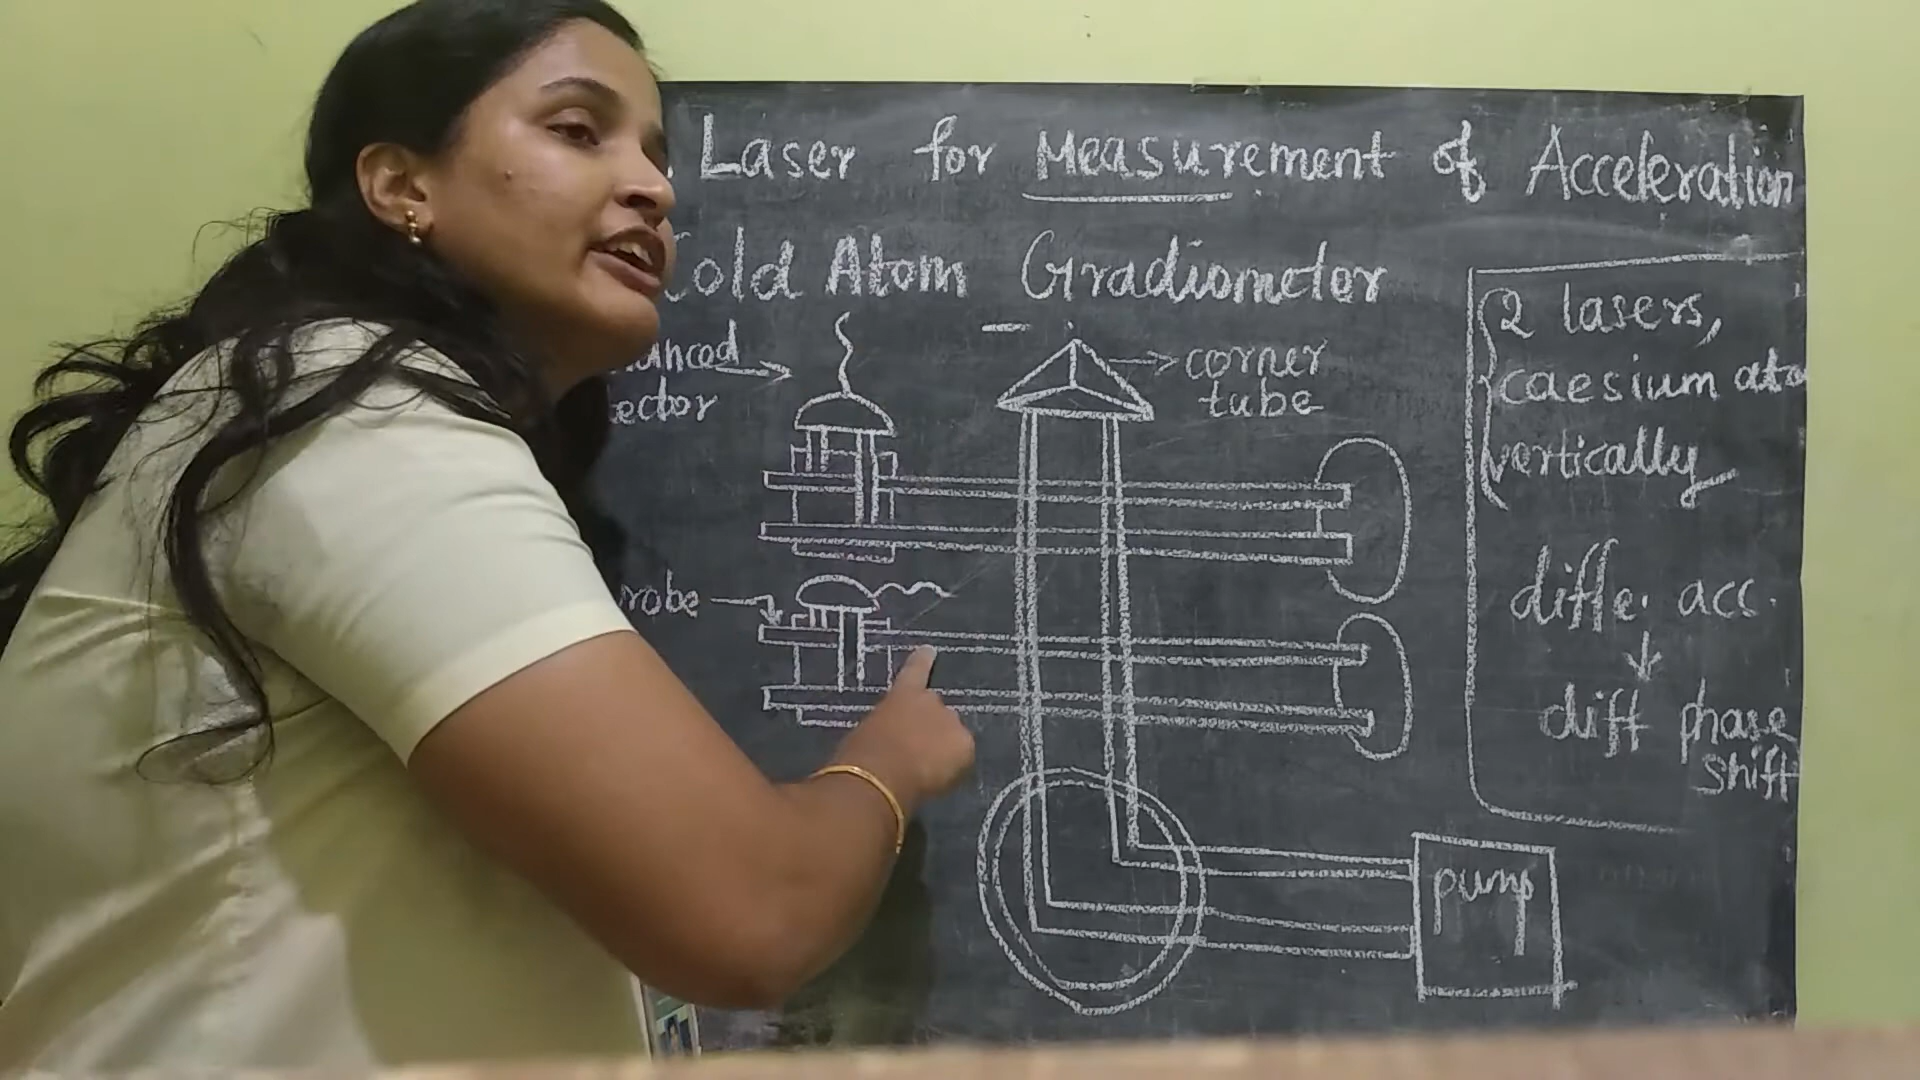 Laser for Measurement of Acceleration
Cold Atom Gradiometor
corner
tube
2 lasers,
caesium ato
vertically
diffe. acc.
diff phase
shift
robe
pump